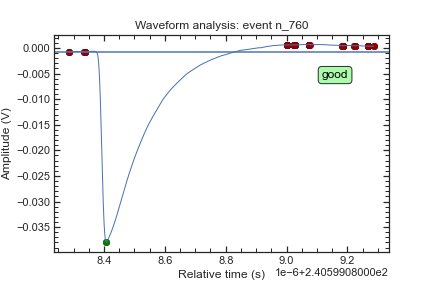 Waveform analysis: event n_760
0.000
−0.005
−0.010
−0.015
−0.020
−0.025
−0.030
−0.035
Amplitude (V)
good
8.4 8.6 8.8 9.0 9.2
1e−6+2.4059908000e2
Relative time (s)